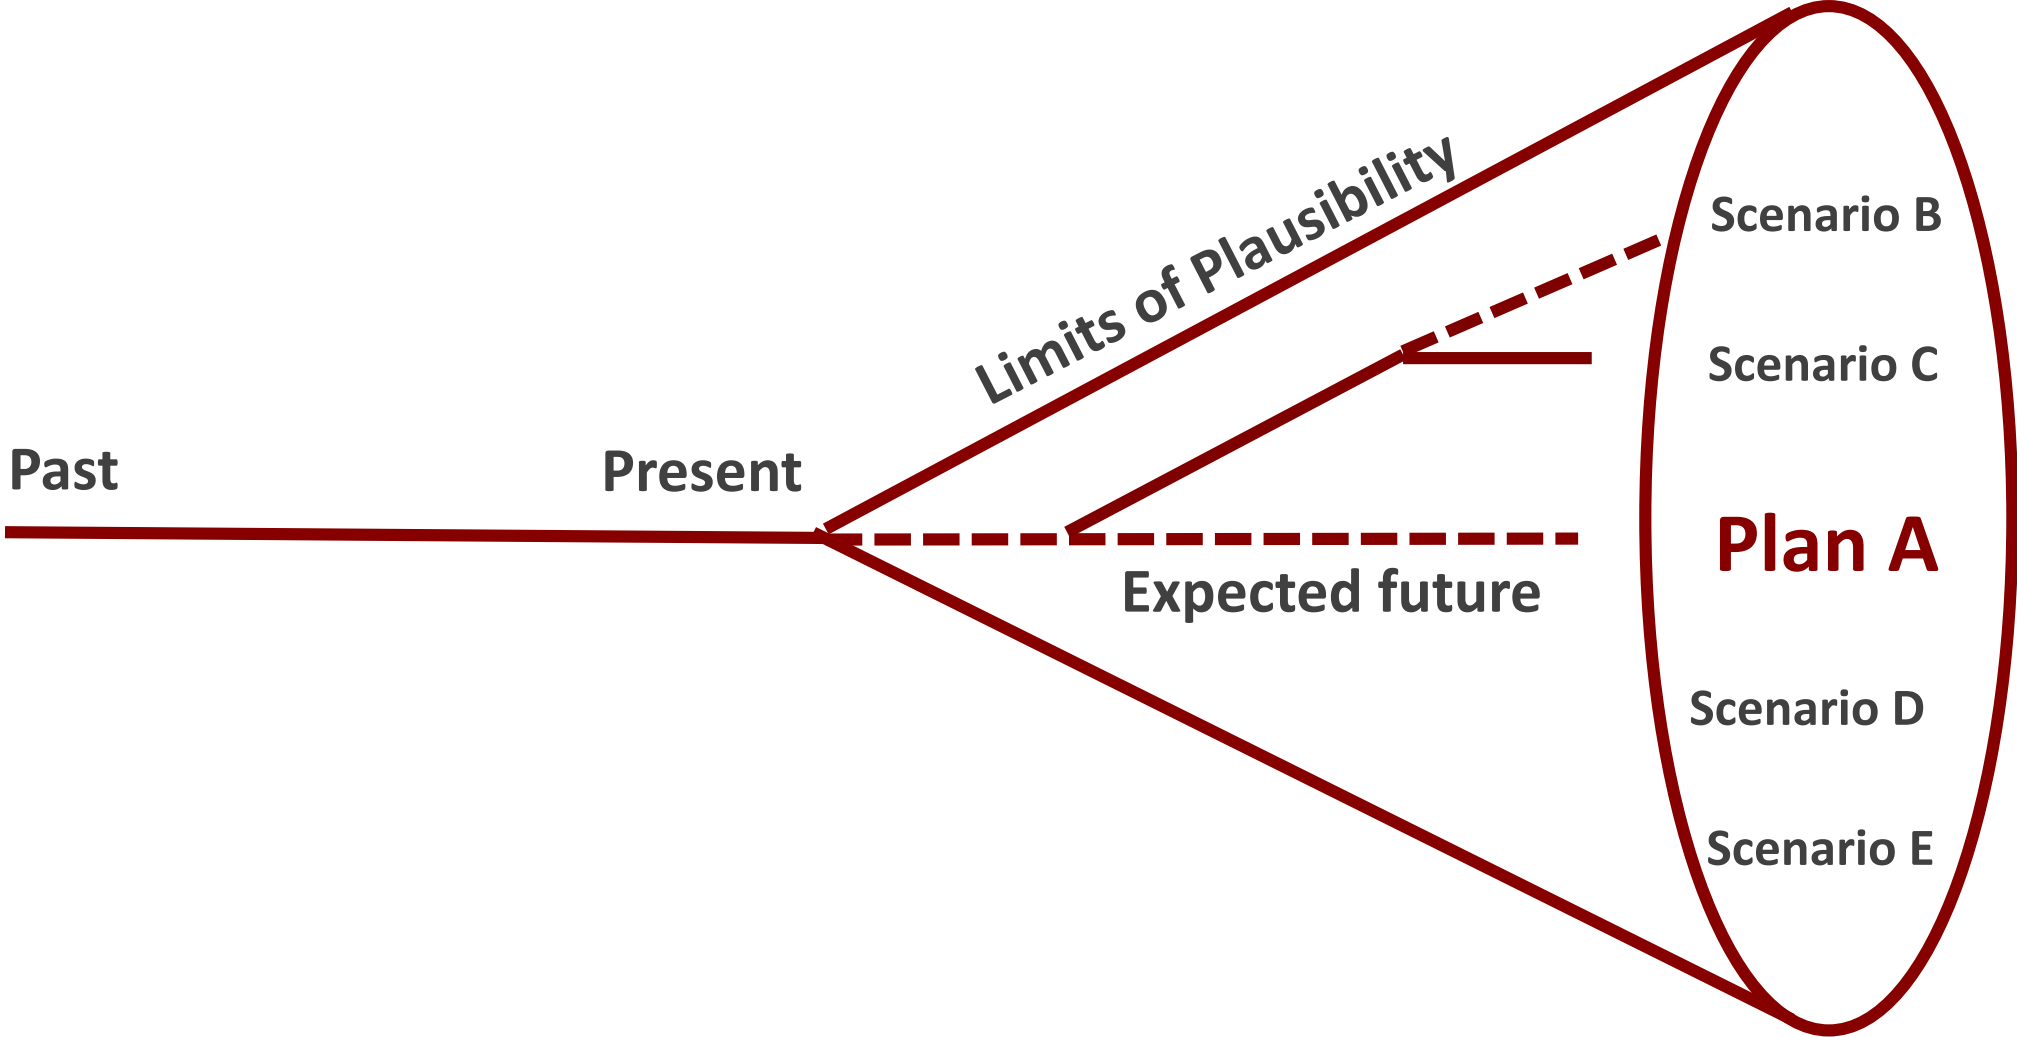 Past
Present
Limits of Plausibility
Expected future
Scenario B
Scenario C
Plan A
Scenario D
Scenario E